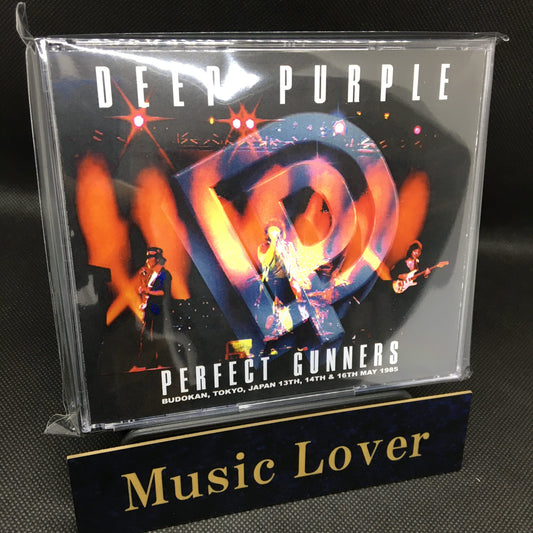 DEEP PURPLE
PERFECT GUNNERS
BUDOKAN, TOKYO, JAPAN 13TH, 14TH & 16TH MAY 1985
Music Lover